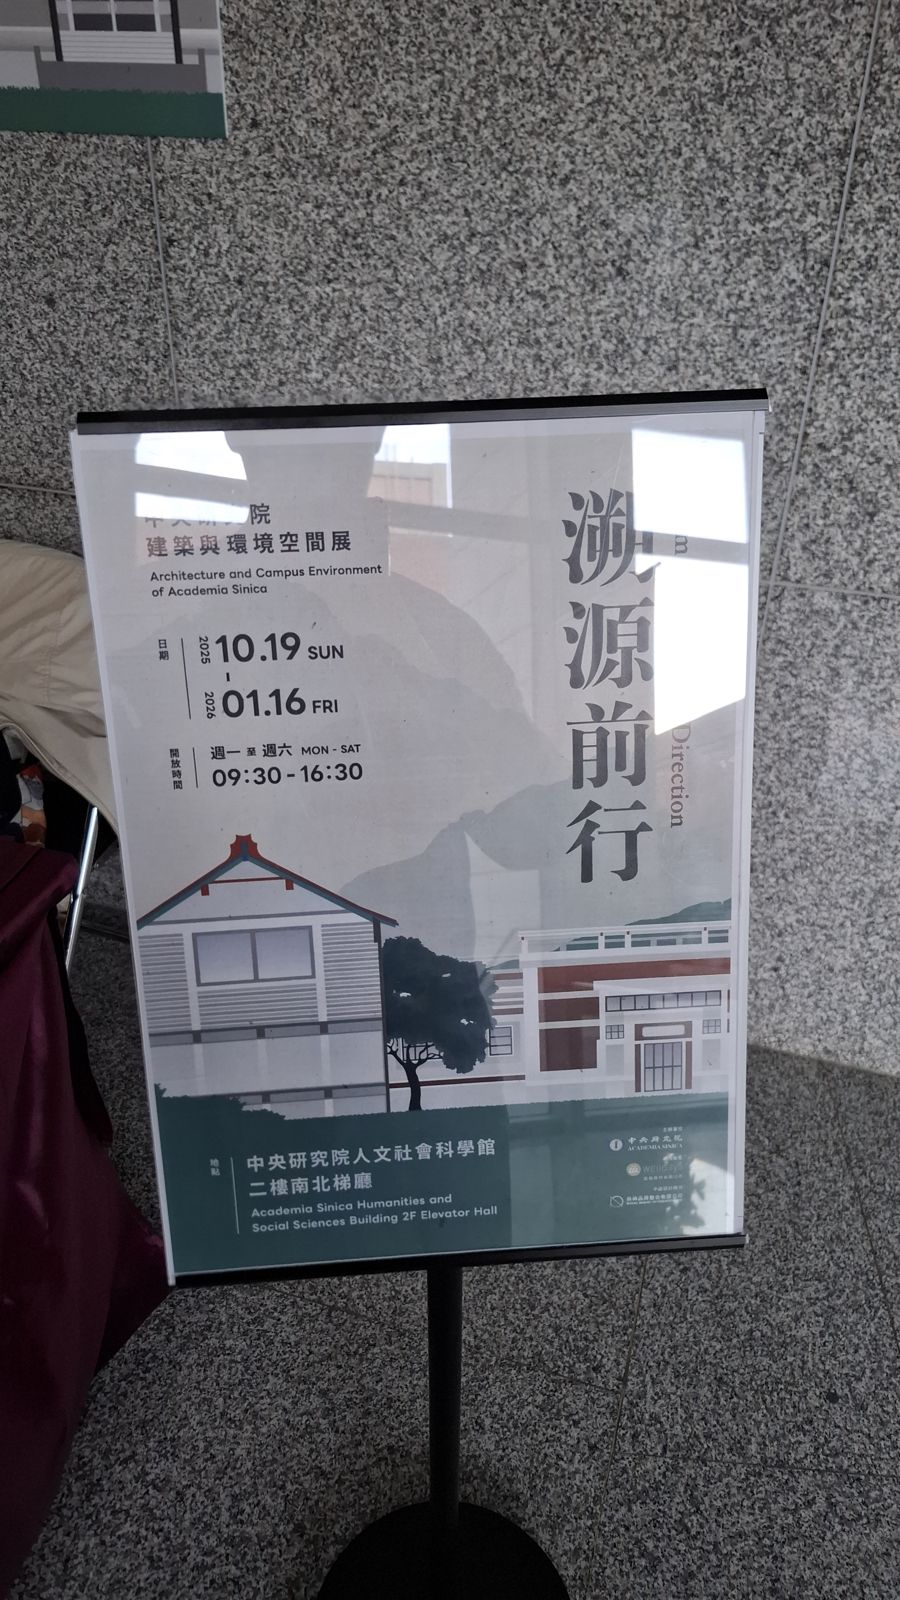 中央研究院
建築與環境空間展
Architecture and Campus Environment
of Academia Sinica
日期
2025 10.19 SUN
-
2026 01.16 FRI
開放時間
週一至週六 MON - SAT
09:30 - 16:30
溯源前行
Direction
地點
中央研究院人文社會科學館
二樓南北梯廳
Academia Sinica Humanities and
Social Sciences Building 2F Elevator Hall
主辦單位
中央研究院
ACADEMIA SINICA